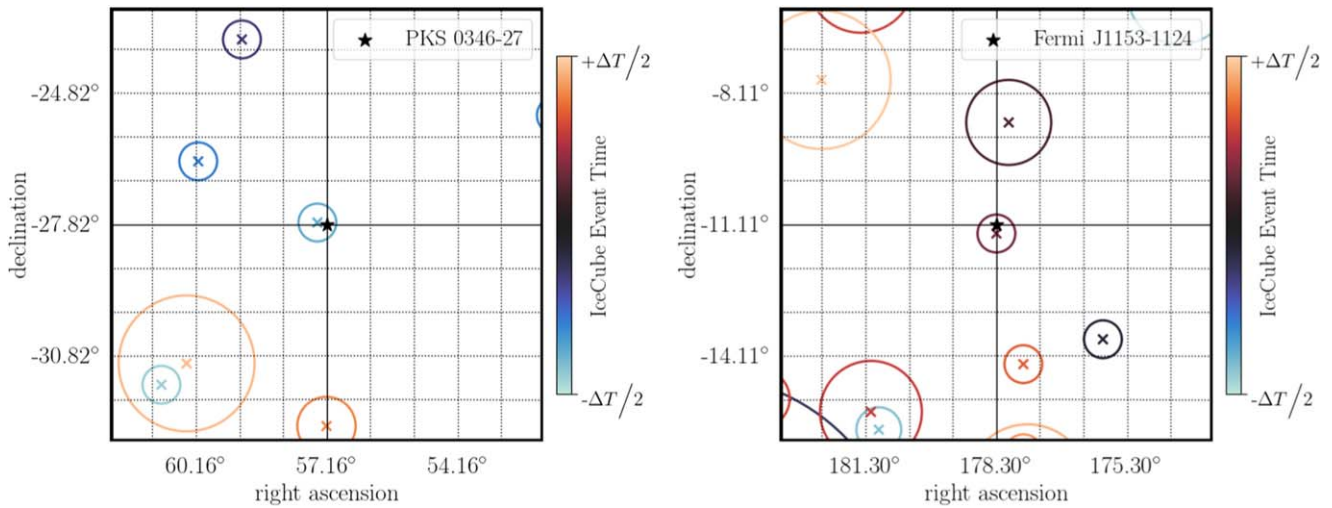 PKS 0346-27
-24.82°
-27.82°
-30.82°
declination
60.16°
57.16°
54.16°
right ascension
+ΔT/2
IceCube Event Time
-ΔT/2
Fermi J1153-1124
-8.11°
-11.11°
-14.11°
declination
181.30°
178.30°
175.30°
right ascension
+ΔT/2
IceCube Event Time
-ΔT/2